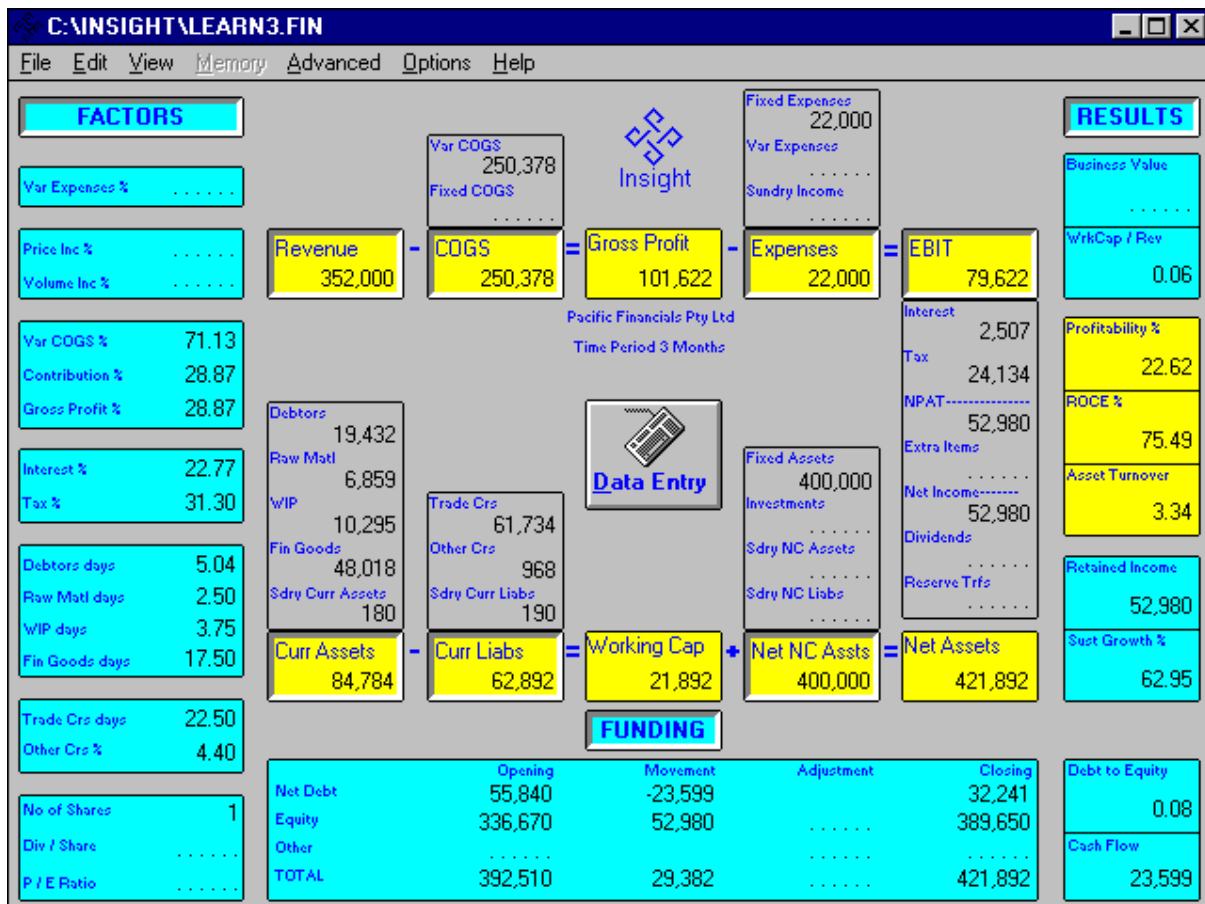 C:\INSIGHT\LEARN3.FIN
File Edit View Memory Advanced Options Help
FACTORS
Var Expenses % . . . . . .
Price Inc % . . . . . .
Volume Inc % . . . . . .
Var COGS % 71.13
Contribution % 28.87
Gross Profit % 28.87
Interest % 22.77
Tax % 31.30
Debtors days 5.04
Raw Matl days 2.50
WIP days 3.75
Fin Goods days 17.50
Trade Crs days 22.50
Other Crs % 4.40
No of Shares 1
Div / Share . . . . . .
P / E Ratio . . . . . .
Var COGS
250,378
Fixed COGS
. . . . . .
Insight
Fixed Expenses
22,000
Var Expenses
. . . . . .
Sundry Income
. . . . . .
Revenue - COGS = Gross Profit - Expenses = EBIT
352,000 250,378 101,622 22,000 79,622
Pacific Financials Pty Ltd
Time Period 3 Months
Interest
2,507
Tax
24,134
NPAT---------------
52,980
Extra Items
. . . . . .
Net Income-------
52,980
Dividends
. . . . . .
Reserve Trfs
. . . . . .
Debtors
19,432
Raw Matl
6,859
WIP
10,295
Fin Goods
48,018
Sdry Curr Assets
180
Trade Crs
61,734
Other Crs
968
Sdry Curr Liabs
190
Data Entry
Fixed Assets
400,000
Investments
. . . . . .
Sdry NC Assets
. . . . . .
Sdry NC Liabs
. . . . . .
Curr Assets - Curr Liabs = Working Cap + Net NC Assts = Net Assets
84,784 62,892 21,892 400,000 421,892
FUNDING
Opening Movement Adjustment Closing
Net Debt 55,840 -23,599 32,241
Equity 336,670 52,980 . . . . . . 389,650
Other . . . . . . . . . . . . . . . . . .
TOTAL 392,510 29,382 . . . . . . 421,892
RESULTS
Business Value
. . . . . .
WrkCap / Rev
0.06
Profitability %
22.62
ROCE %
75.49
Asset Turnover
3.34
Retained Income
52,980
Sust Growth %
62.95
Debt to Equity
0.08
Cash Flow
23,599